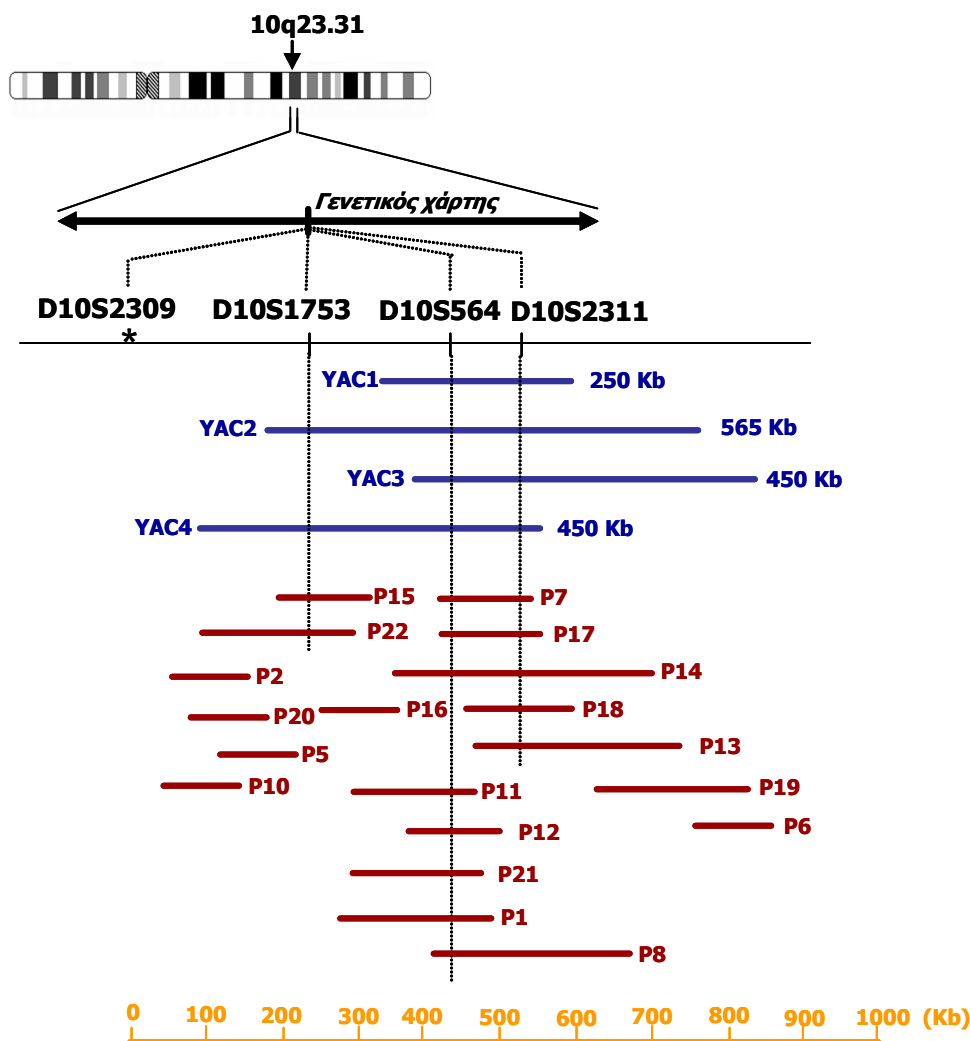 10q23.31
Γενετικός χάρτης
D10S2309 D10S1753 D10S564 D10S2311
*
YAC1 250 Kb
YAC2 565 Kb
YAC3 450 Kb
YAC4 450 Kb
P15 P7
P22 P17
P2 P14
P20 P16 P18
P5 P13
P10 P11 P19
P12 P6
P21
P1
P8
0 100 200 300 400 500 600 700 800 900 1000 (Kb)